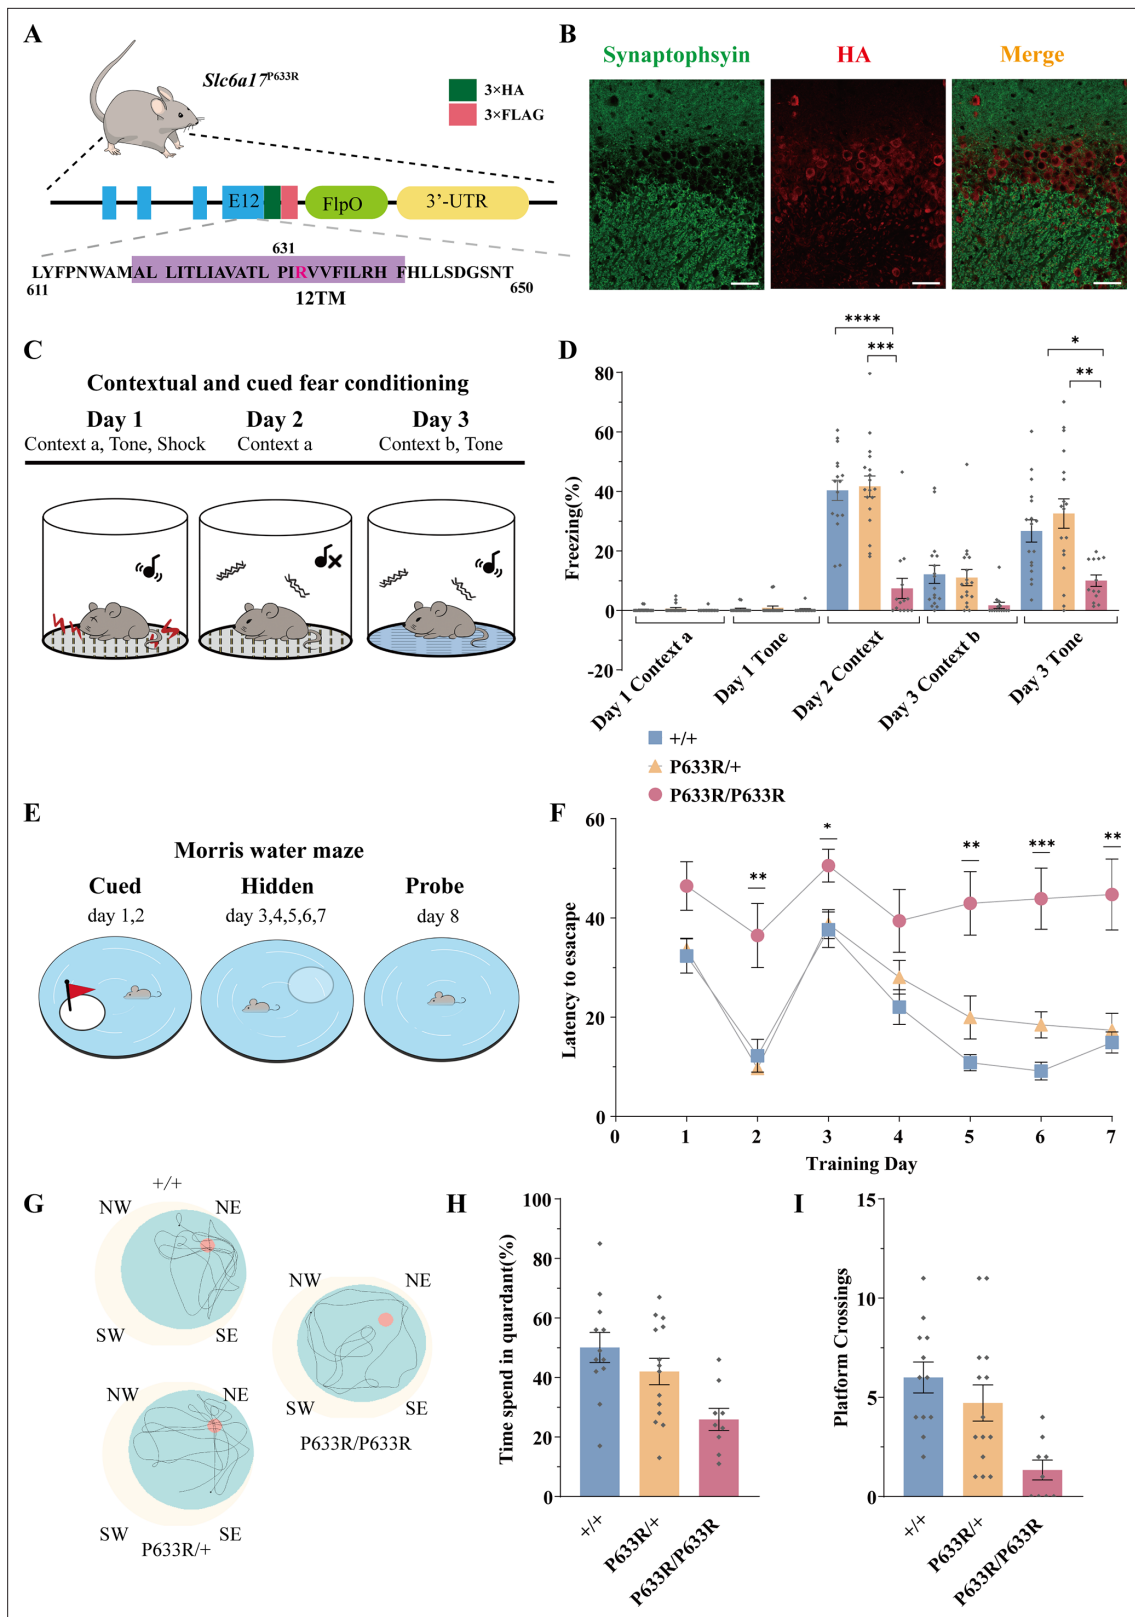 A
Slc6a17P633R
3×HA
3×FLAG
E12
FlpO
3'-UTR
631
LYFPNWAMAL LITLIAVATL PIRVVFILRH FHLLSDGSNT
611
12TM
650
B
Synaptophsyin
HA
Merge
C
Contextual and cued fear conditioning
Day 1
Day 2
Day 3
Context a, Tone, Shock
Context a
Context b, Tone
D
****
***
*
**
80
60
40
20
0
-20
Freezing(%)
Day 1 Context a
Day 1 Tone
Day 2 Context
Day 3 Context b
Day 3 Tone
+/+
P633R/+
P633R/P633R
E
Morris water maze
Cued
Hidden
Probe
day 1,2
day 3,4,5,6,7
day 8
F
60
40
20
0
Latency to esacape
**
*
**
***
**
0 1 2 3 4 5 6 7
Training Day
G
+/+
NW
NE
SW
SE
NW
NE
SW
SE
P633R/P633R
NW
NE
SW
SE
P633R/+
H
100
80
60
40
20
0
Time spend in quardant(%)
+/+
P633R/+
P633R/P633R
I
15
10
5
0
Platform Crossings
+/+
P633R/+
P633R/P633R